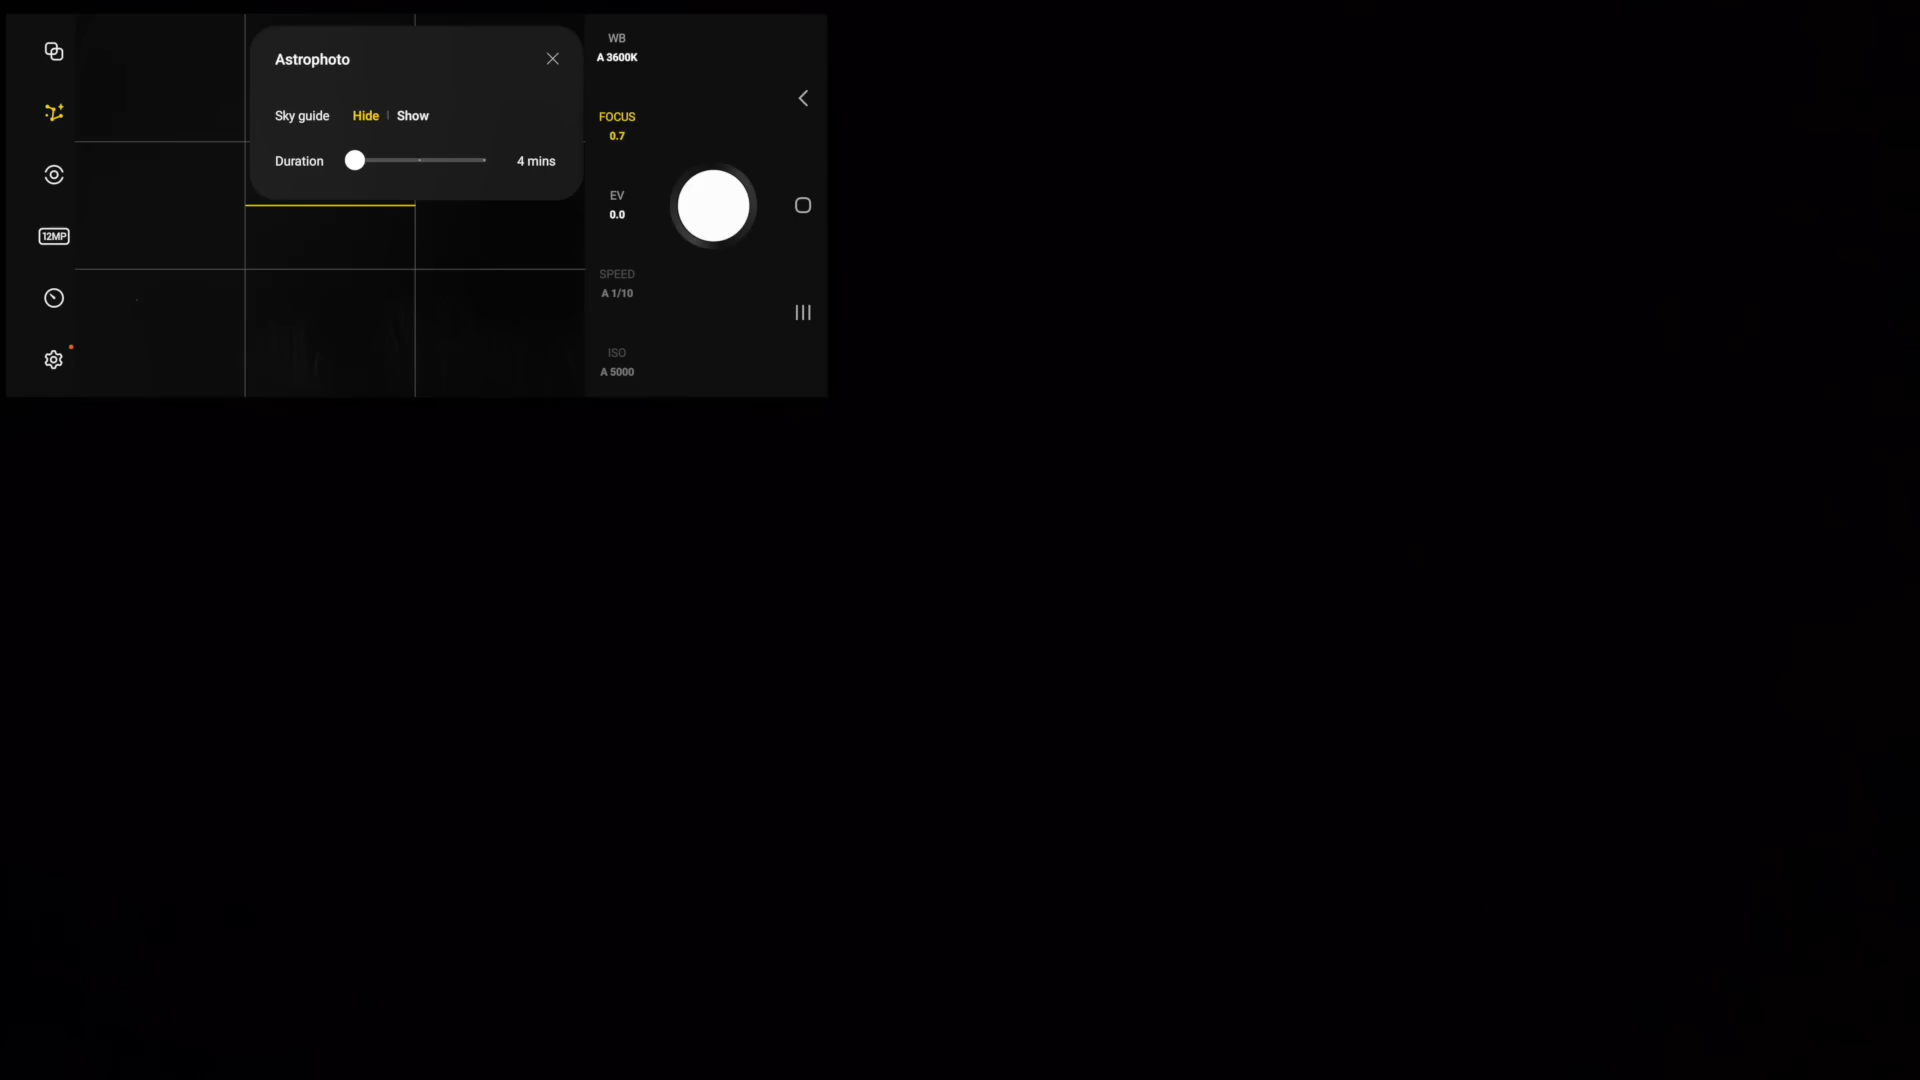 Astrophoto
Sky guide Hide | Show
Duration 4 mins
12MP
WB
A 3600K
FOCUS
0.7
EV
0.0
SPEED
A 1/10
ISO
A 5000